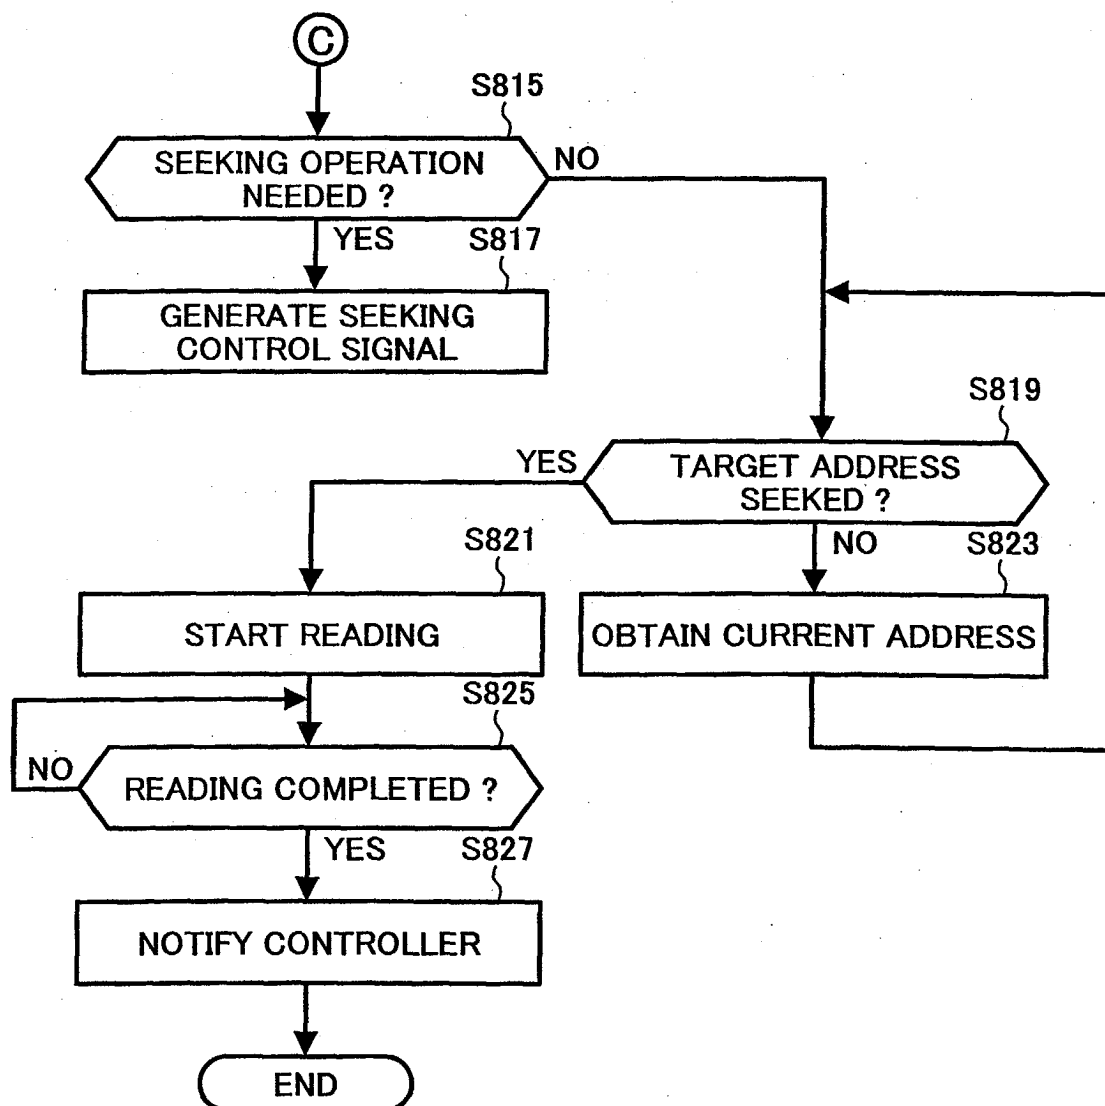 C
S815
SEEKING OPERATION
NEEDED ?
NO
YES
S817
GENERATE SEEKING
CONTROL SIGNAL
S819
TARGET ADDRESS
SEEKED ?
YES
NO
S821
START READING
S823
OBTAIN CURRENT ADDRESS
S825
READING COMPLETED ?
NO
YES
S827
NOTIFY CONTROLLER
END